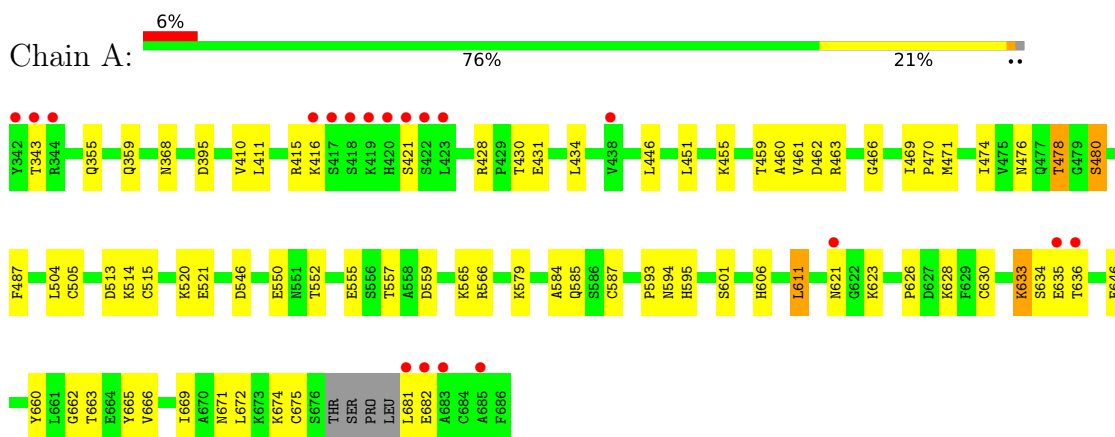 6%
Chain A:
76% 21% ••
Y342 T343 R344 Q355 Q359 N368 D395 V410 L411 R415 K416 S417 S418 K419 H420 S421 S422 L423 R428 P429 T430 E431 L434 V438 L446 L451 K455 T459 A460 V461 D462 R463 G466 I469 P470 M471 I474 V475 N476 Q477 T478 G479 S480
F487 L504 C505 D513 K514 C515 K520 E521 D546 E550 N551 T552 E555 S556 T557 A558 D559 K565 R566 K579 A584 Q585 S586 C587 P593 N594 H595 S601 H606 L611 N621 G622 K623 P626 D627 K628 F629 C630 K633 S634 E635 T636
Y660 L661 G662 T663 E664 Y665 V666 I669 A670 N671 L672 K673 K674 C675 S676 THR SER PRO LEU L681 E682 A683 C684 A685 F686